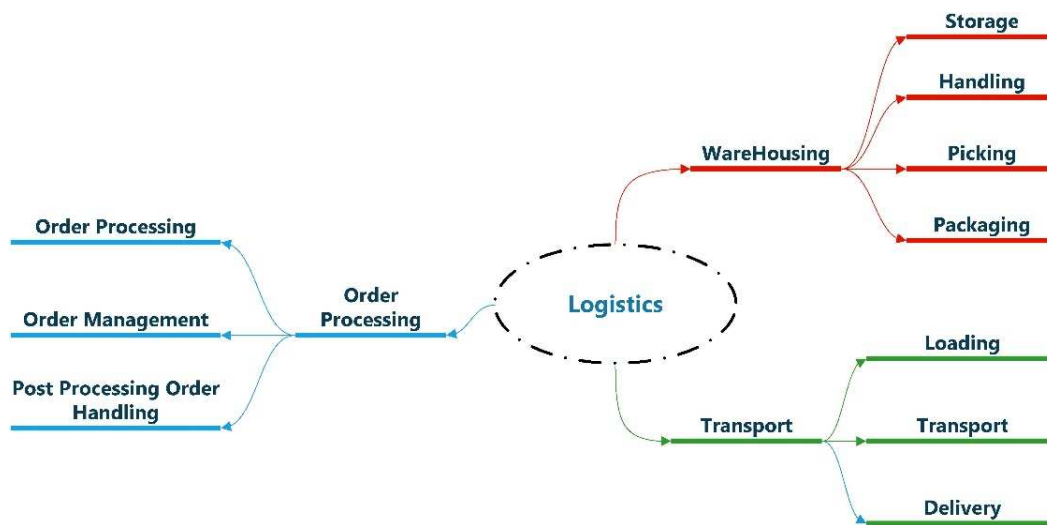 Logistics
WareHousing
Storage
Handling
Picking
Packaging
Transport
Loading
Transport
Delivery
Order
Processing
Order Processing
Order Management
Post Processing Order
Handling